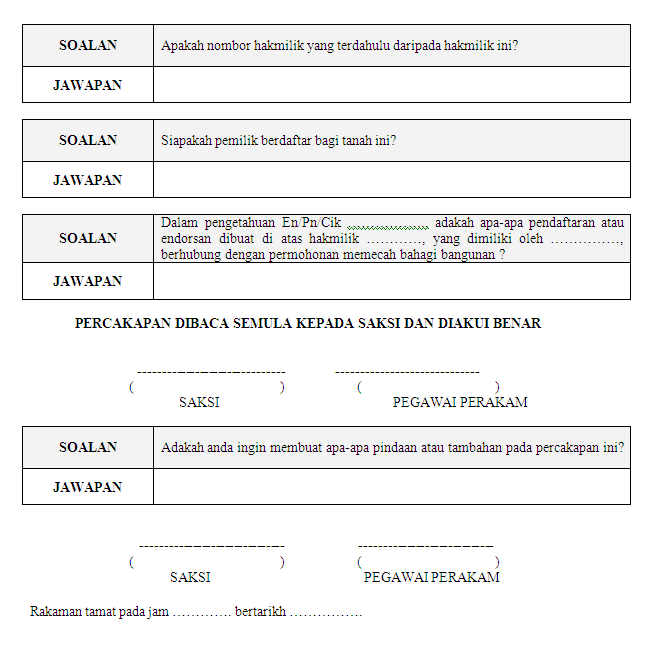 SOALAN Apakah nombor hakmilik yang terdahulu daripada hakmilik ini?
JAWAPAN
SOALAN Siapakah pemilik berdaftar bagi tanah ini?
JAWAPAN
Dalam pengetahuan En/Pn/Cik ................... adakah apa-apa pendaftaran atau
SOALAN endorsan dibuat di atas hakmilik …………, yang dimiliki oleh ……………,
berhubung dengan permohonan memecah bahagi bangunan ?
JAWAPAN
PERCAKAPAN DIBACA SEMULA KEPADA SAKSI DAN DIAKUI BENAR
------------------------------ -----------------------------
( ) ( )
SAKSI PEGAWAI PERAKAM
SOALAN Adakah anda ingin membuat apa-apa pindaan atau tambahan pada percakapan ini?
JAWAPAN
----------------------------- ---------------------------
( ) ( )
SAKSI PEGAWAI PERAKAM
Rakaman tamat pada jam …………. bertarikh …………….